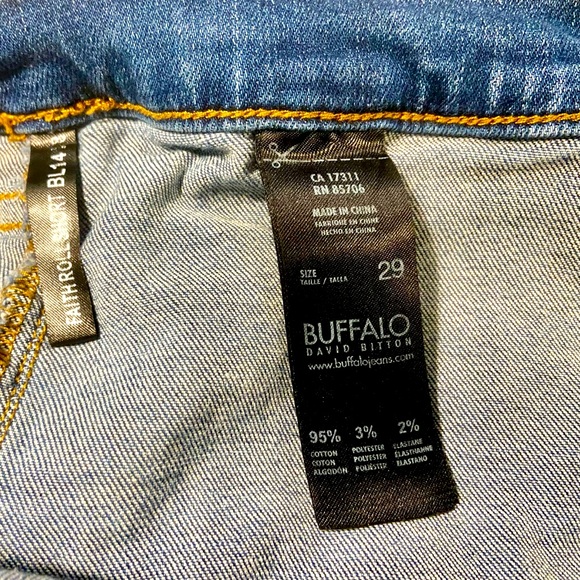 FAITH ROLL SHORT BL14
CA 17311
RN 85706
MADE IN CHINA
FABRIQUÉ EN CHINE
HECHO EN CHINA
SIZE 29
TAILLE / TALLA
BUFFALO
DAVID BITTON
www.buffalojeans.com
95% 3% 2%
COTTON POLYESTER ELASTANE
COTON POLYESTER ÉLASTHANNE
ALGODÓN POLIÉSTER ELASTANO